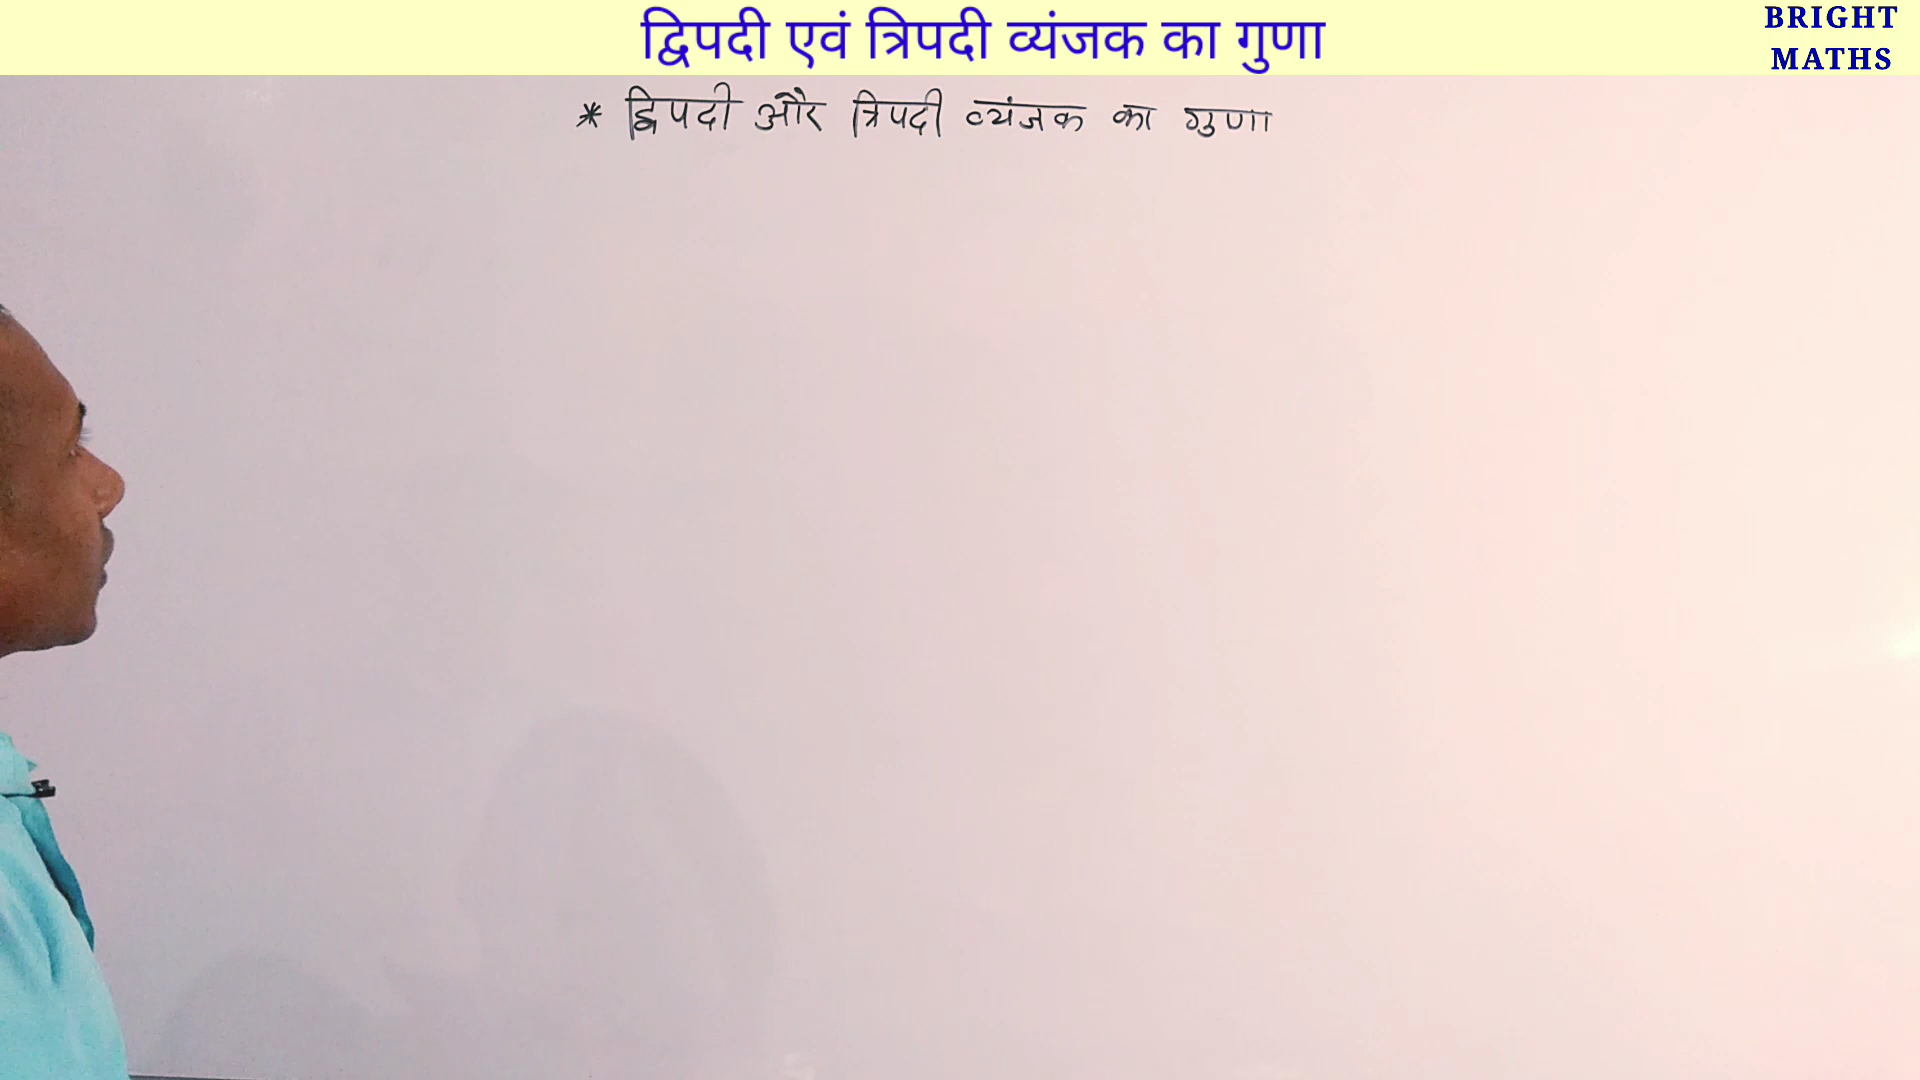 द्विपदी एवं त्रिपदी व्यंजक का गुणा
BRIGHT
MATHS
* द्विपदी और त्रिपदी व्यंजक का गुणा